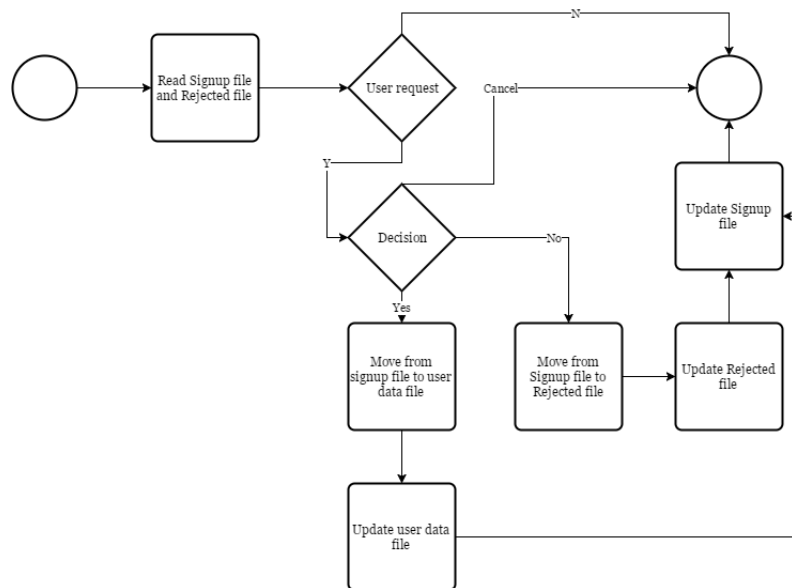 N
Read Signup file
and Rejected file
User request
Cancel
Y
Update Signup
file
Decision
No
Yes
Move from
signup file to user
data file
Move from
Signup file to
Rejected file
Update Rejected
file
Update user data
file